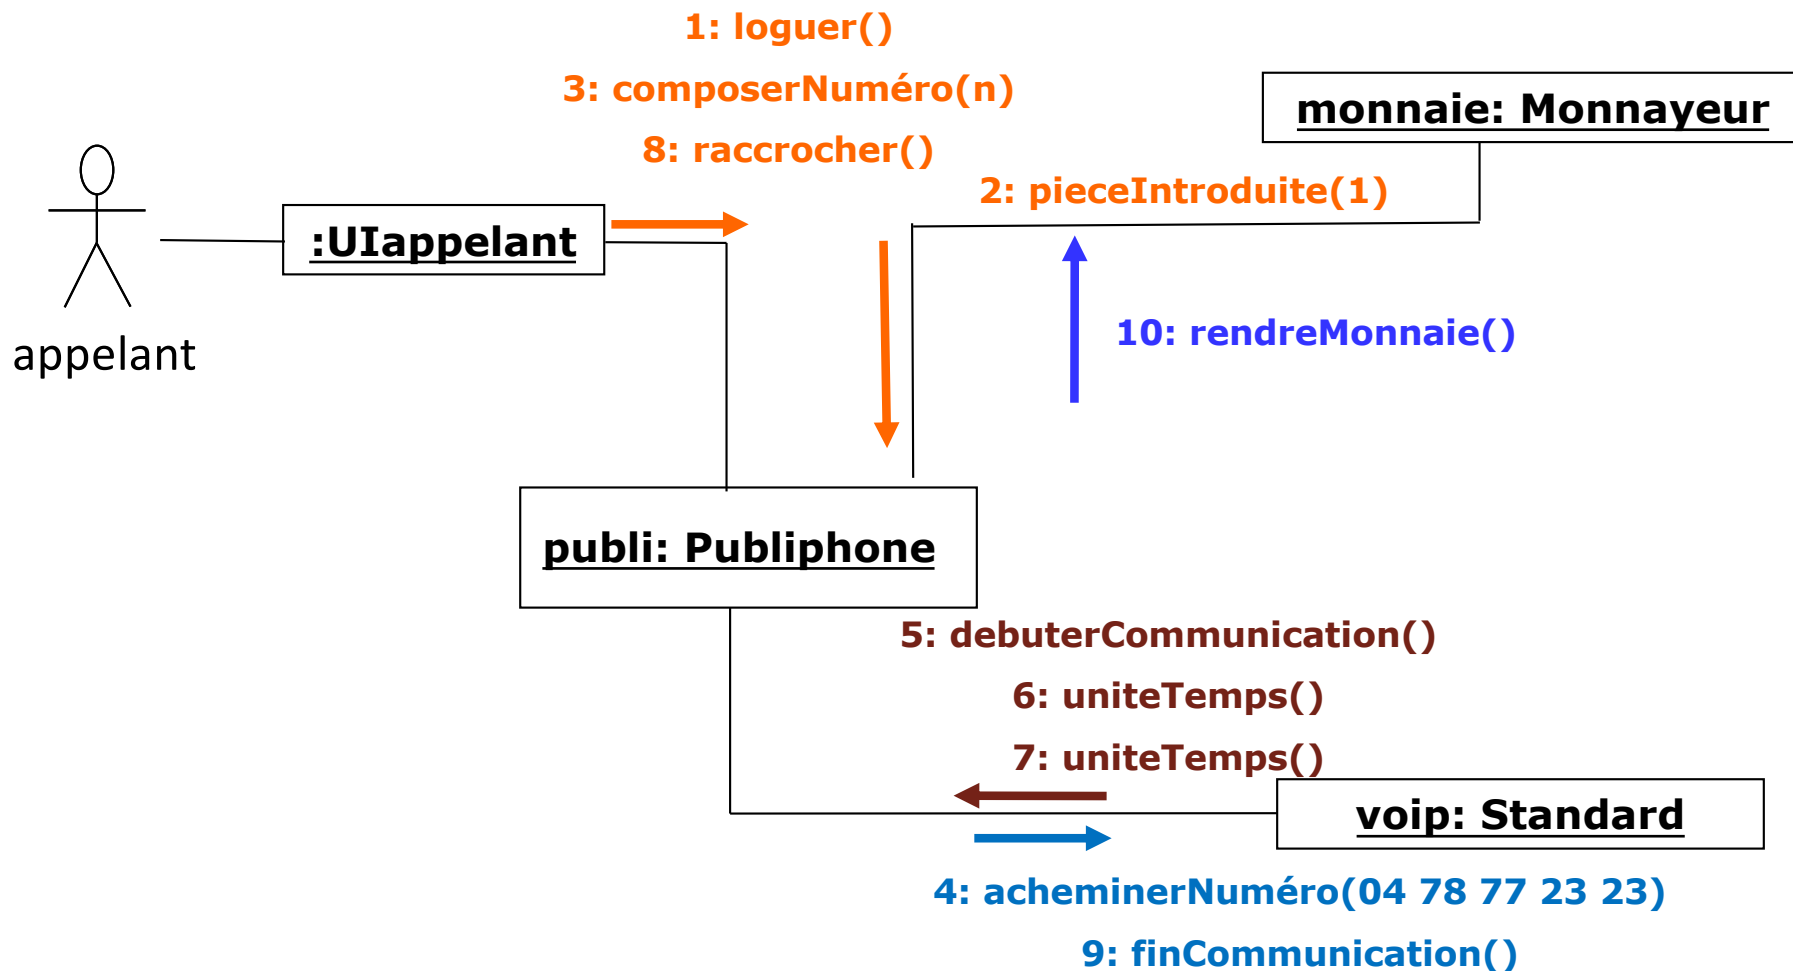 1: loguer()
3: composerNuméro(n)
8: raccrocher()
monnaie: Monnayeur
2: pieceIntroduite(1)
:UIappelant
appelant
10: rendreMonnaie()
publi: Publiphone
5: debuterCommunication()
6: uniteTemps()
7: uniteTemps()
voip: Standard
4: acheminerNuméro(04 78 77 23 23)
9: finCommunication()